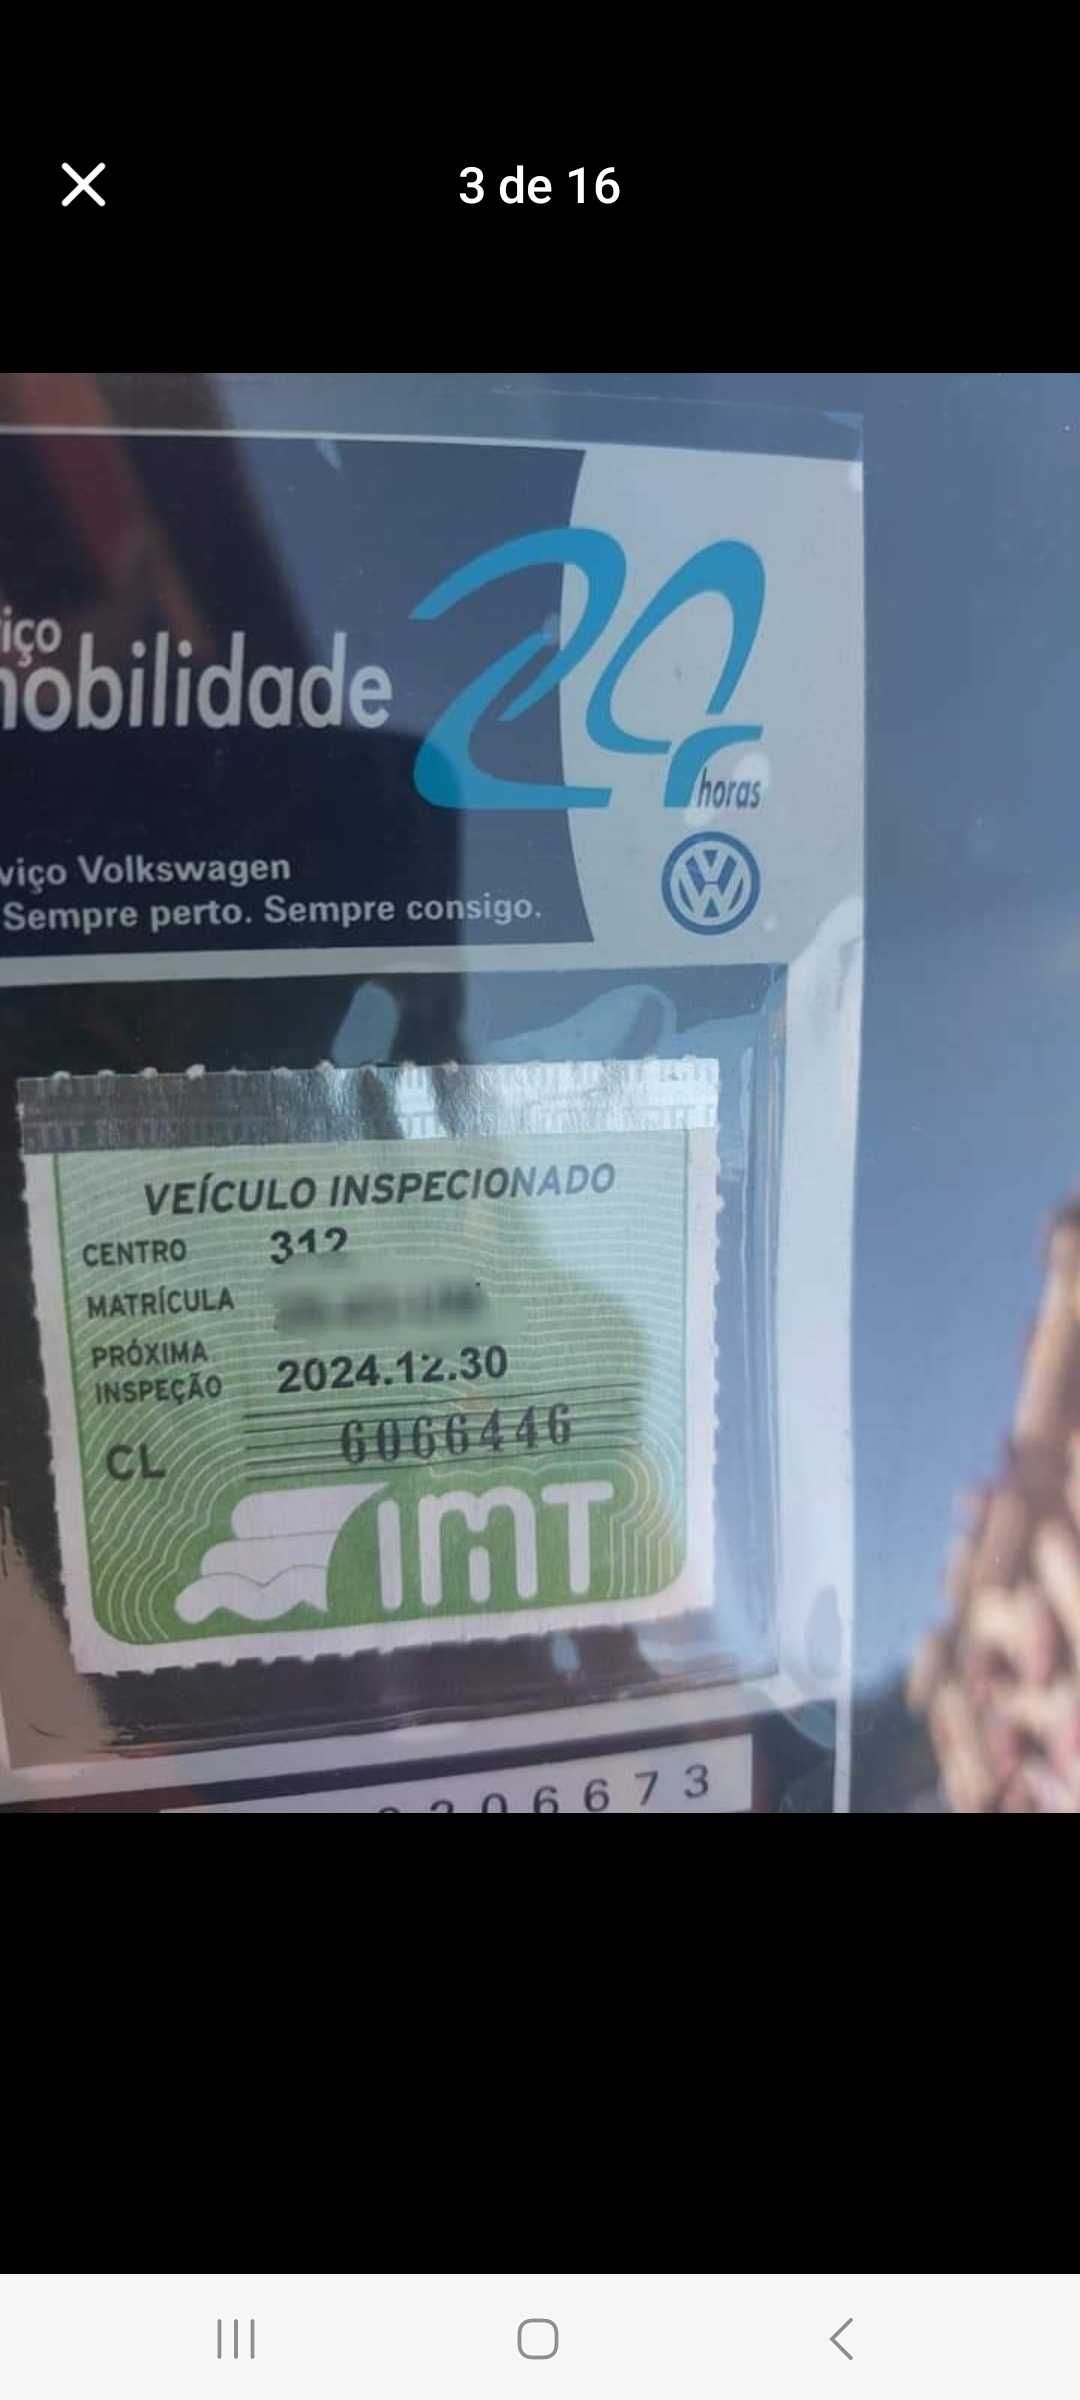 3 de 16
iço
mobilidade
24
horas
viço Volkswagen
Sempre perto. Sempre consigo.
VEÍCULO INSPECIONADO
CENTRO 312
MATRÍCULA
PRÓXIMA
INSPEÇÃO 2024.12.30
CL 6066446
IMT
06673